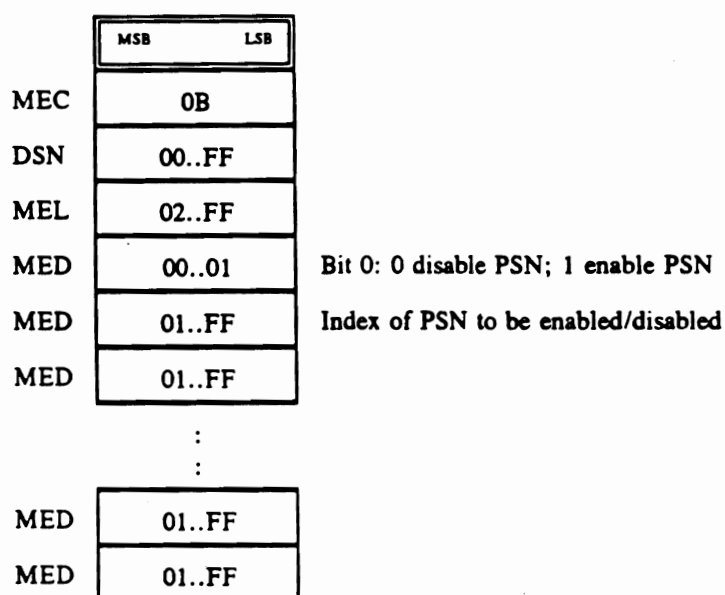 MSB LSB
MEC 0B
DSN 00..FF
MEL 02..FF
MED 00..01 Bit 0: 0 disable PSN; 1 enable PSN
MED 01..FF Index of PSN to be enabled/disabled
MED 01..FF
:
:
MED 01..FF
MED 01..FF